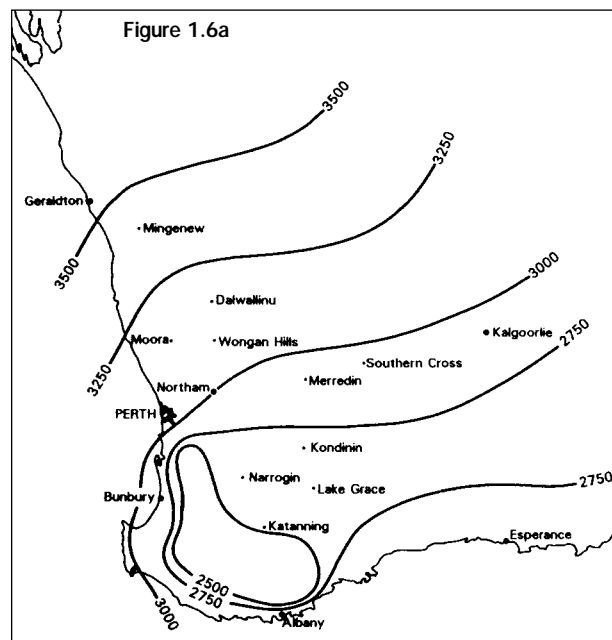 Figure 1.6a
3500
3250
Geraldton
Mingenew
3500
3000
Dalwallinu
Kalgoorlie
2750
Moora
Wongan Hills
3250
Southern Cross
Northam
Merredin
PERTH
Kondinin
Narrogin
Lake Grace
2750
Bunbury
Katanning
Esperance
2500
2750
3000
Albany